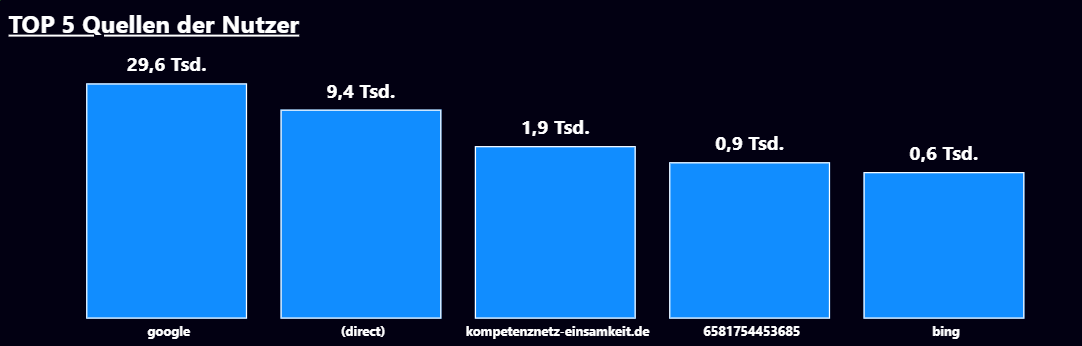 TOP 5 Quellen der Nutzer
29,6 Tsd.
9,4 Tsd.
1,9 Tsd.
0,9 Tsd.
0,6 Tsd.
google
(direct)
kompetenznetz-einsamkeit.de
6581754453685
bing